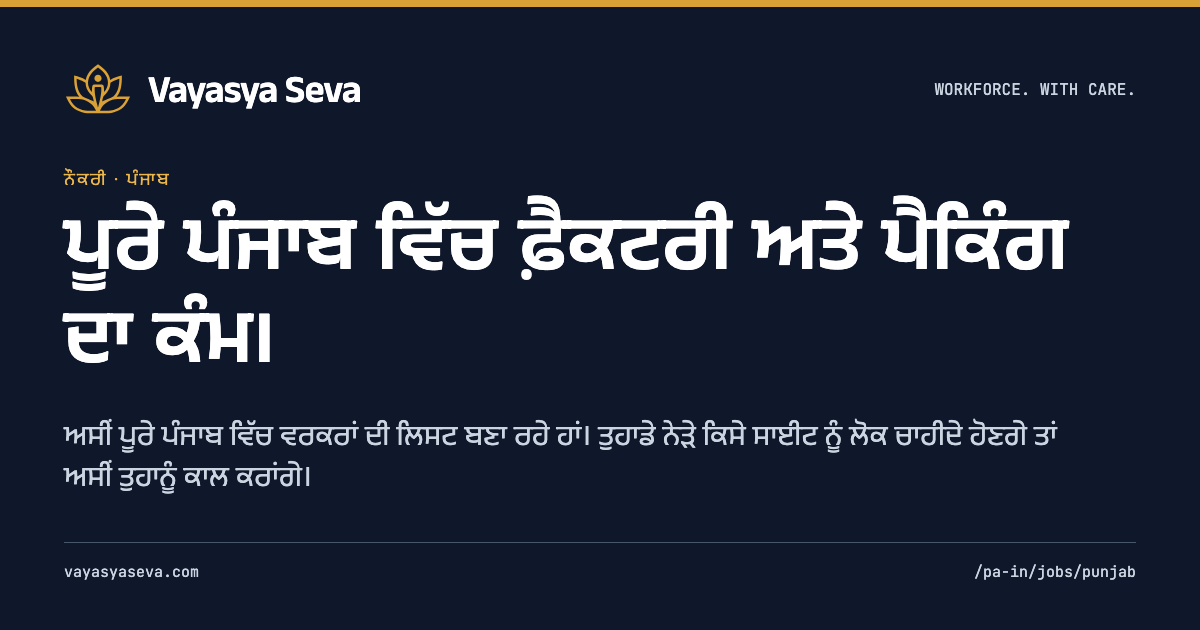 Vayasya Seva
WORKFORCE. WITH CARE.
ਨੌਕਰੀ · ਪੰਜਾਬ
ਪੂਰੇ ਪੰਜਾਬ ਵਿੱਚ ਫ਼ੈਕਟਰੀ ਅਤੇ ਪੈਕਿੰਗ
ਦਾ ਕੰਮ।
ਅਸੀਂ ਪੂਰੇ ਪੰਜਾਬ ਵਿੱਚ ਵਰਕਰਾਂ ਦੀ ਲਿਸਟ ਬਣਾ ਰਹੇ ਹਾਂ। ਤੁਹਾਡੇ ਨੇੜੇ ਕਿਸੇ ਸਾਈਟ ਨੂੰ ਲੋਕ ਚਾਹੀਦੇ ਹੋਣਗੇ ਤਾਂ
ਅਸੀਂ ਤੁਹਾਨੂੰ ਕਾਲ ਕਰਾਂਗੇ।
vayasyaseva.com
/pa-in/jobs/punjab